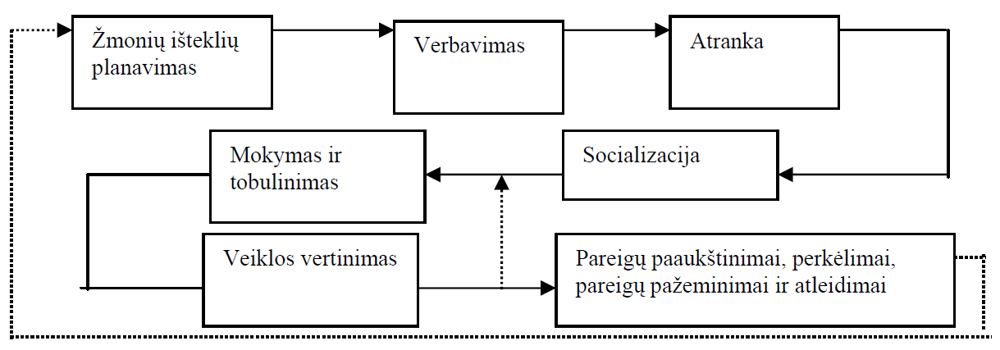 Žmonių išteklių
planavimas
Verbavimas
Atranka
Socializacija
Mokymas ir
tobulinimas
Veiklos vertinimas
Pareigų paaukštinimai, perkėlimai,
pareigų pažeminimai ir atleidimai